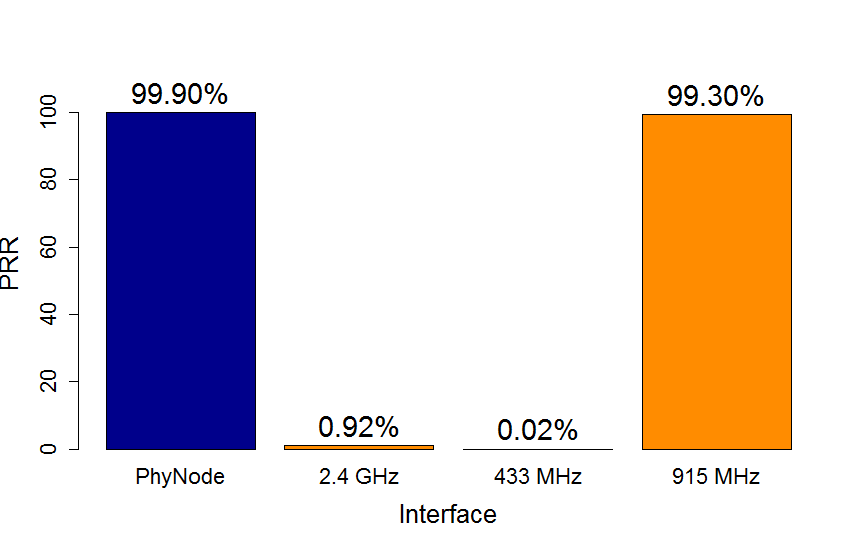 99.90%
99.30%
0.92%
0.02%
PRR
100
80
60
40
20
0
PhyNode
2.4 GHz
433 MHz
915 MHz
Interface